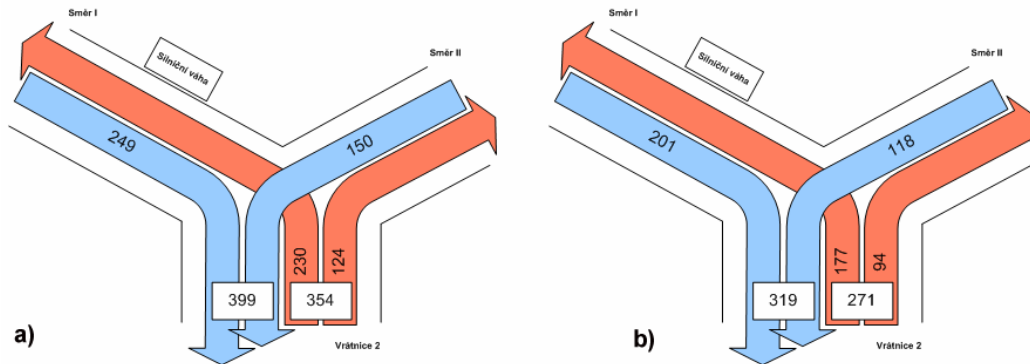 Směr I
Silniční váha
Směr II
249
150
230
124
399
354
Vrátnice 2
a)
Směr I
Silniční váha
Směr II
201
118
177
94
319
271
Vrátnice 2
b)